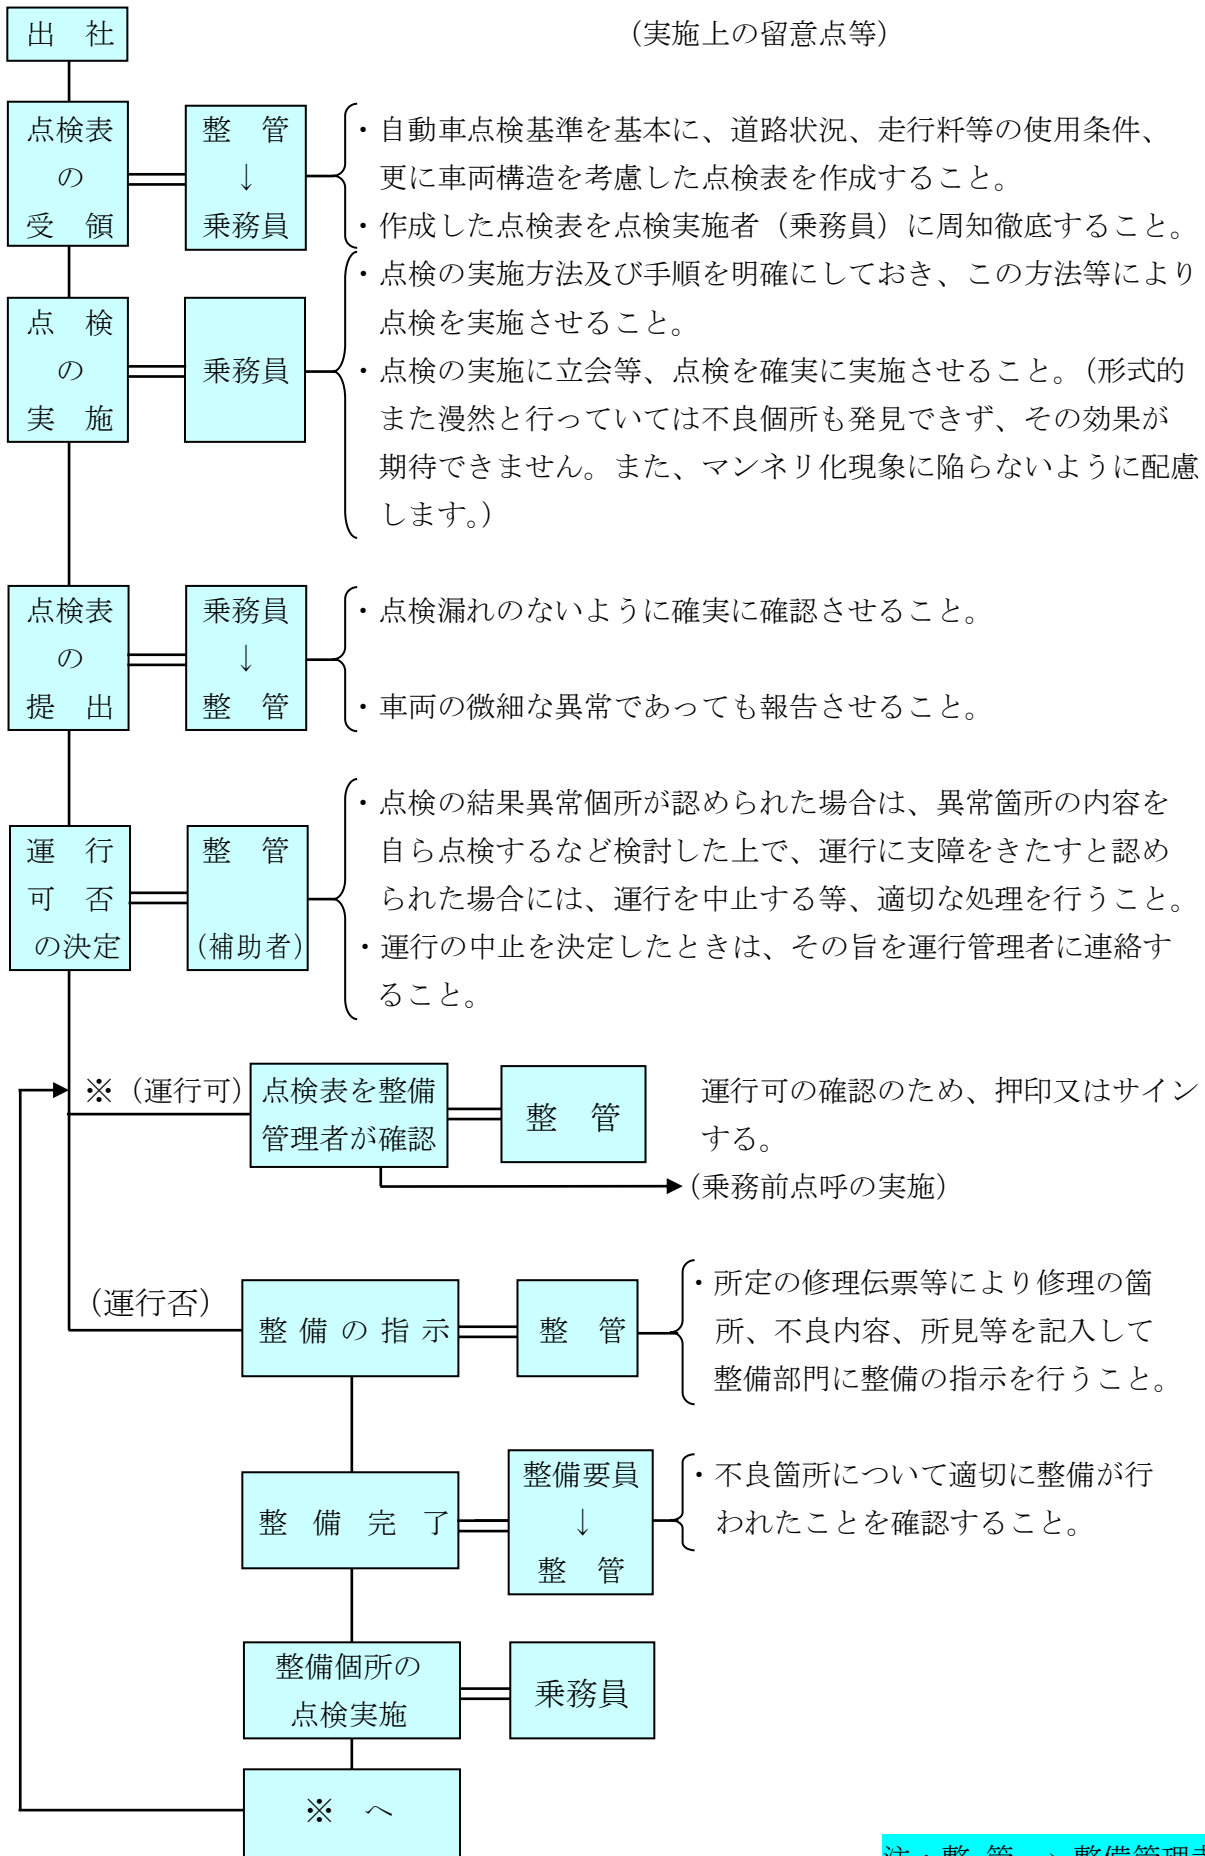 出　社
（実施上の留意点等）
点検表
の
受　領
整　管
↓
乗務員
・自動車点検基準を基本に、道路状況、走行粁等の使用条件、
更に車両構造を考慮した点検表を作成すること。
・作成した点検表を点検実施者（乗務員）に周知徹底すること。
点　検
の
実　施
乗務員
・点検の実施方法及び手順を明確にしておき、この方法等により
点検を実施させること。
・点検の実施に立会等、点検を確実に実施させること。（形式的
また漫然と行っていては不良個所も発見できず、その効果が
期待できません。また、マンネリ化現象に陥らないように配慮
します。）
点検表
の
提　出
乗務員
↓
整　管
・点検漏れのないように確実に確認させること。
・車両の微細な異常であっても報告させること。
運　行
可　否
の決定
整　管
（補助者）
・点検の結果異常個所が認められた場合は、異常箇所の内容を
自ら点検するなど検討した上で、運行に支障をきたすと認め
られた場合には、運行を中止する等、適切な処理を行うこと。
・運行の中止を決定したときは、その旨を運行管理者に連絡す
ること。
※（運行可）
点検表を整備
管理者が確認
整　管
運行可の確認のため、押印又はサイン
する。
（乗務前点呼の実施）
（運行否）
整 備 の 指 示
整　管
・所定の修理伝票等により修理の箇
所、不良内容、所見等を記入して
整備部門に整備の指示を行うこと。
整　備　完　了
整備要員
↓
整　管
・不良箇所について適切に整備が行
われたことを確認すること。
整備個所の
点検実施
乗務員
※　へ
注・整 管 → 整備管理者